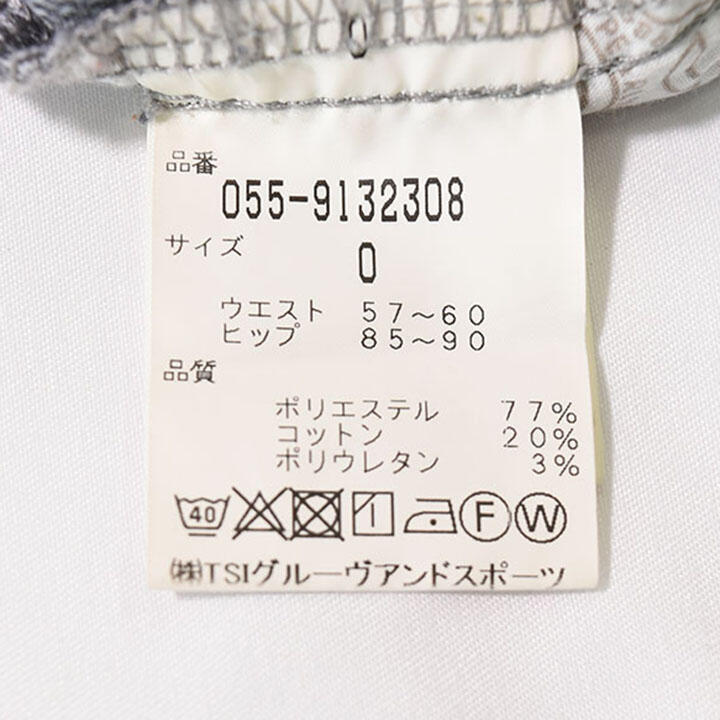 0
品番
055-9132308
サイズ
0
ウエスト 57～60
ヒップ 85～90
品質
ポリエステル 77%
コットン 20%
ポリウレタン 3%
40 F W
㈱TSIグルーヴアンドスポーツ